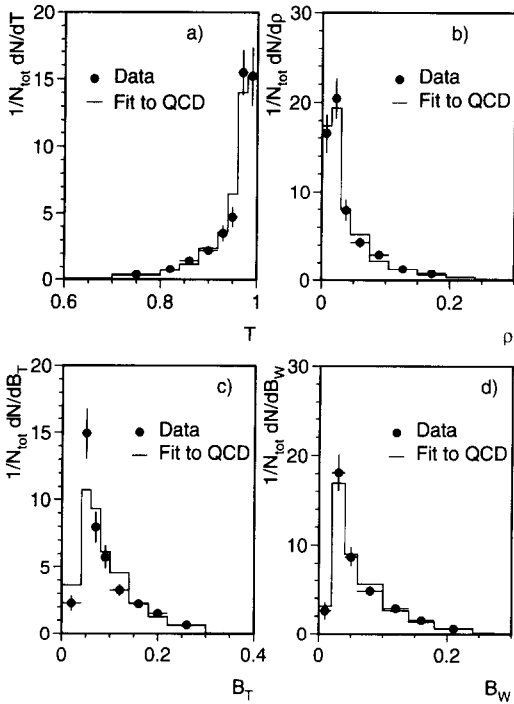 1/N_tot dN/dT
20
15
10
5
0
0.6
0.8
1
T
a)
Data
Fit to QCD
1/N_tot dN/dρ
30
20
10
0
0
0.2
ρ
b)
Data
Fit to QCD
1/N_tot dN/dB_T
20
15
10
5
0
0
0.2
0.4
B_T
c)
Data
Fit to QCD
1/N_tot dN/dB_W
30
20
10
0
0
0.2
B_W
d)
Data
Fit to QCD